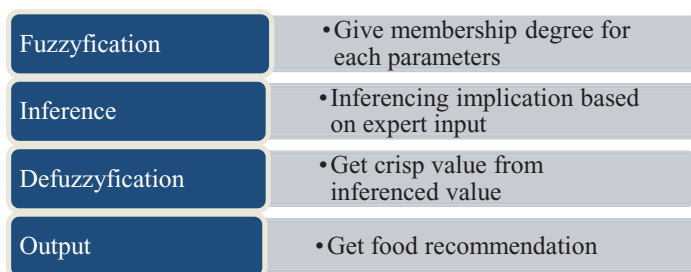 Fuzzyfication
•Give membership degree for
each parameters
Inference
•Inferencing implication based
on expert input
Defuzzyfication
•Get crisp value from
inferenced value
Output
•Get food recommendation